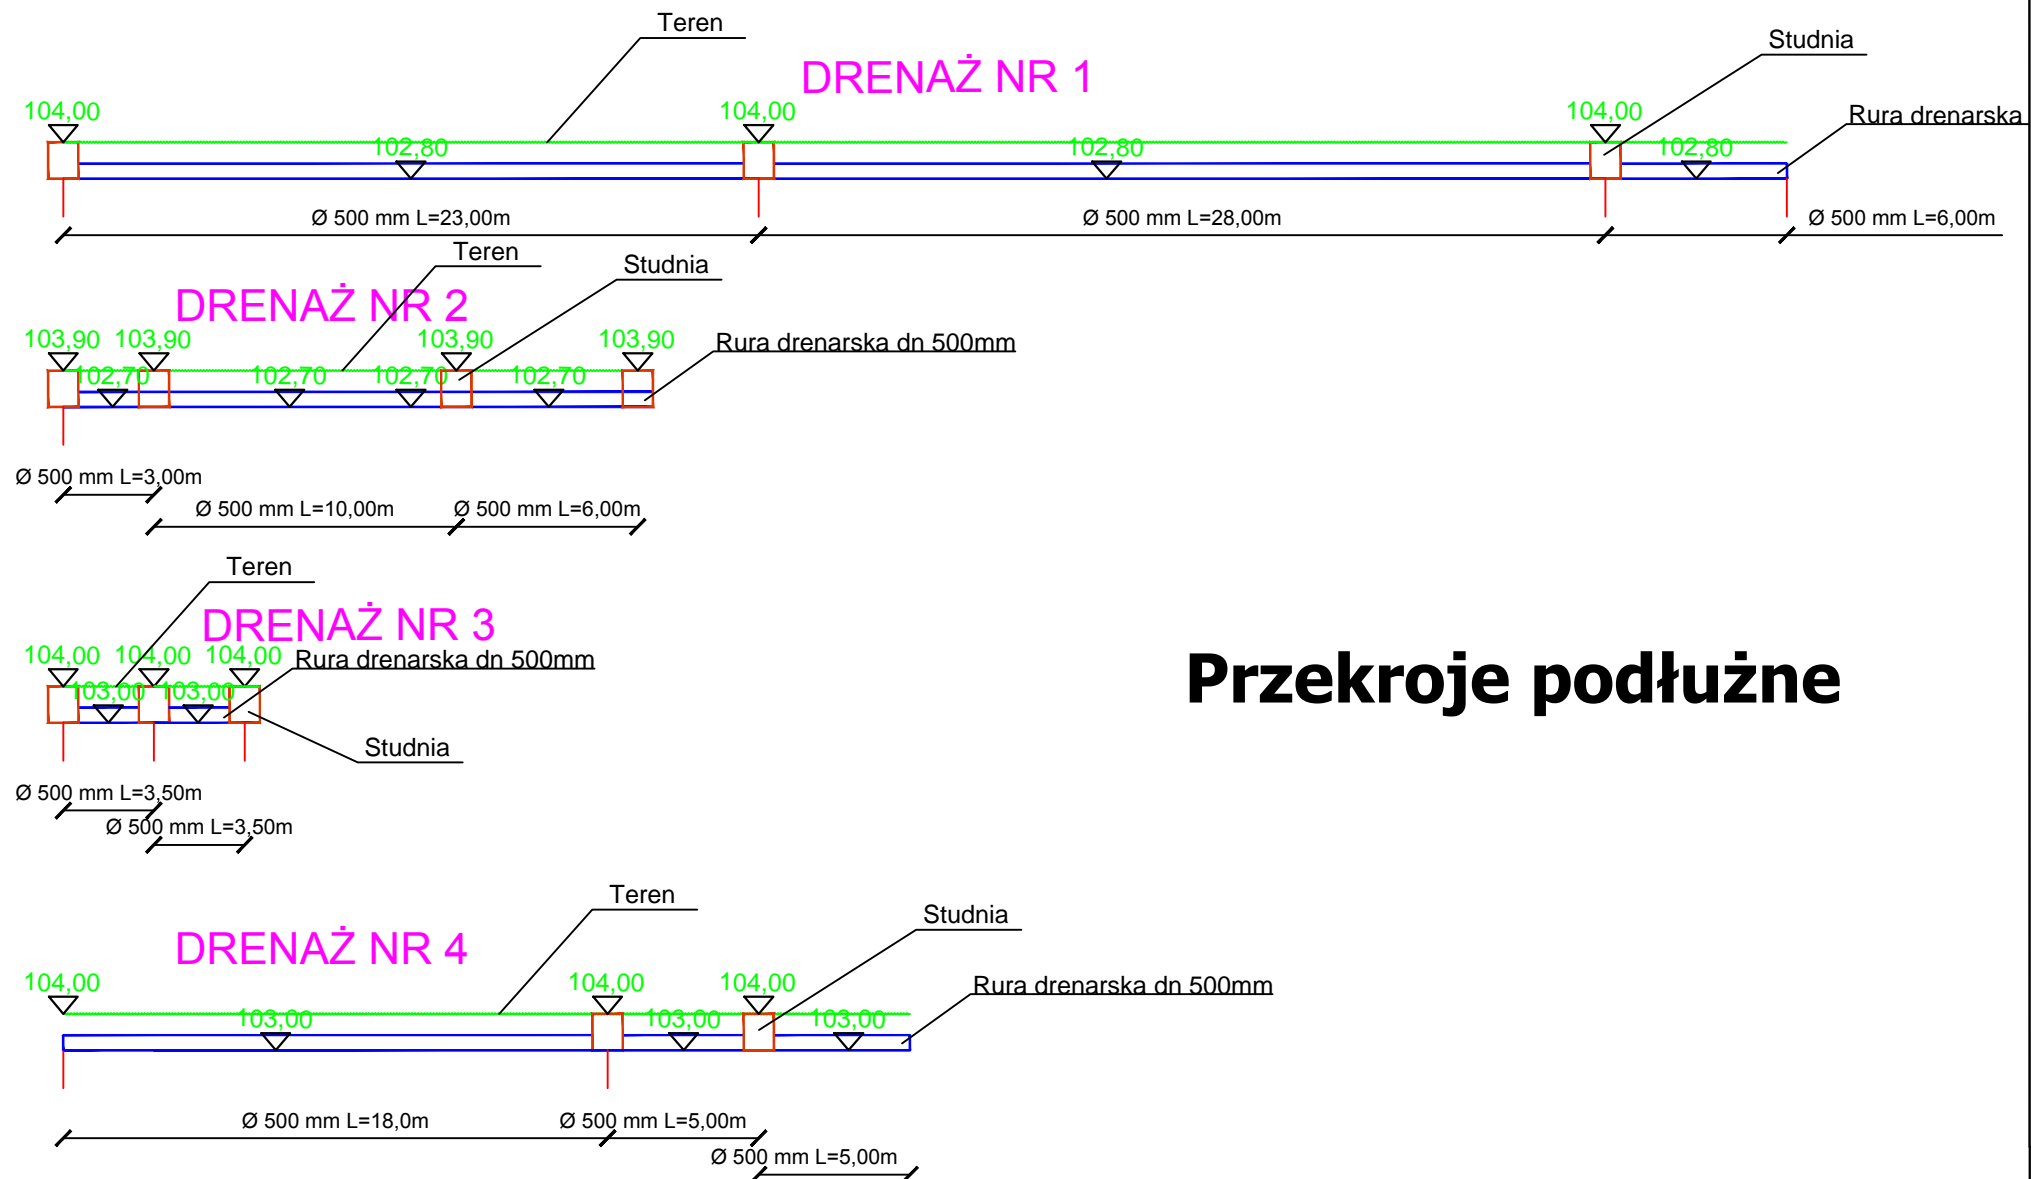 Teren
Studnia
DRENAŻ NR 1
104,00 104,00 104,00
Rura drenarska
102,80 102,80 102,80
Ø 500 mm L=23,00m Ø 500 mm L=28,00m Ø 500 mm L=6,00m
Teren
Studnia
DRENAŻ NR 2
103,90 103,90 103,90 103,90
Rura drenarska dn 500mm
102,70 102,70 102,70 102,70
Ø 500 mm L=3,00m
Ø 500 mm L=10,00m Ø 500 mm L=6,00m
Teren
DRENAŻ NR 3
104,00 104,00 104,00
Rura drenarska dn 500mm
103,00 103,00
Studnia
Przekroje podłużne
Ø 500 mm L=3,50m
Ø 500 mm L=3,50m
Teren
Studnia
DRENAŻ NR 4
104,00 104,00 104,00
Rura drenarska dn 500mm
103,00 103,00 103,00
Ø 500 mm L=18,0m Ø 500 mm L=5,00m
Ø 500 mm L=5,00m